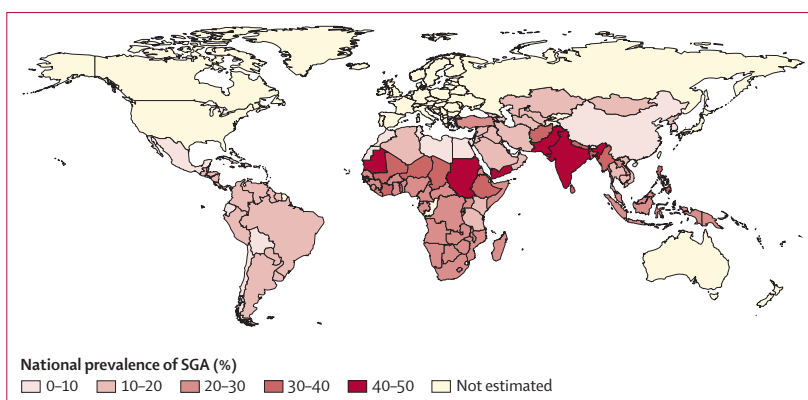 National prevalence of SGA (%)
0–10 10–20 20–30 30–40 40–50 Not estimated